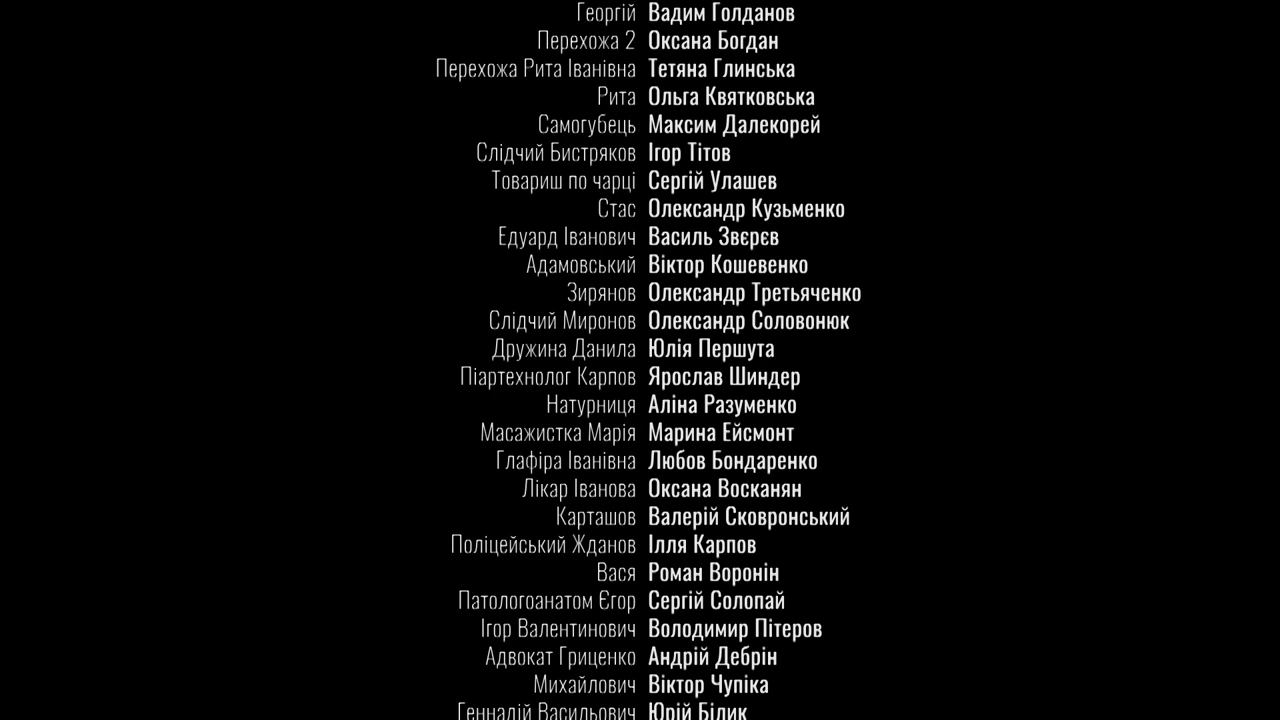 Георгій Вадим Голданов
Перехожа 2 Оксана Богдан
Перехожа Рита Іванівна Тетяна Глинська
Рита Ольга Квятковська
Самогубець Максим Далекорей
Слідчий Бистряков Ігор Тітов
Товариш по чарці Сергій Улашев
Стас Олександр Кузьменко
Едуард Іванович Василь Звєрєв
Адамовський Віктор Кошевенко
Зирянов Олександр Третьяченко
Слідчий Миронов Олександр Соловонюк
Дружина Данила Юлія Першута
Піартехнолог Карпов Ярослав Шиндер
Натурниця Аліна Разуменко
Масажистка Марія Марина Ейсмонт
Глафіра Іванівна Любов Бондаренко
Лікар Іванова Оксана Восканян
Карташов Валерій Сковронський
Поліцейський Жданов Ілля Карпов
Вася Роман Воронін
Патологоанатом Єгор Сергій Солопай
Ігор Валентинович Володимир Пітеров
Адвокат Гриценко Андрій Дебрін
Михайлович Віктор Чупіка
Геннадій Васильович Юрій Білик